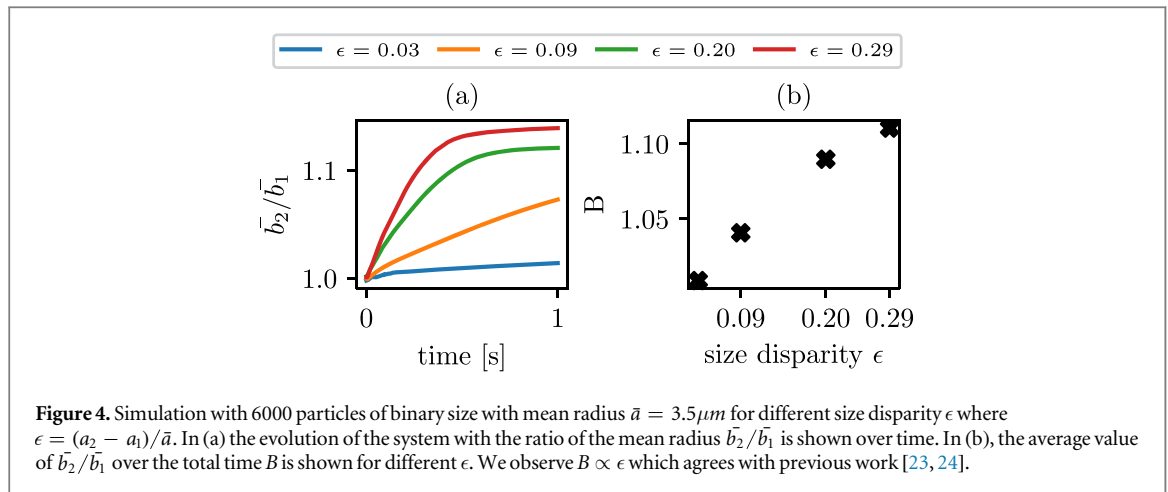 ϵ = 0.03 ϵ = 0.09 ϵ = 0.20 ϵ = 0.29
(a) (b)
b̄₂/b̄₁
1.1
1.0
0 1
time [s]
B
1.10
1.05
0.09 0.20 0.29
size disparity ϵ
Figure 4. Simulation with 6000 particles of binary size with mean radius ā = 3.5μm for different size disparity ϵ where
ϵ = (a₂ − a₁)/ā. In (a) the evolution of the system with the ratio of the mean radius b̄₂/b̄₁ is shown over time. In (b), the average value
of b̄₂/b̄₁ over the total time B is shown for different ϵ. We observe B ∝ ϵ which agrees with previous work [23, 24].